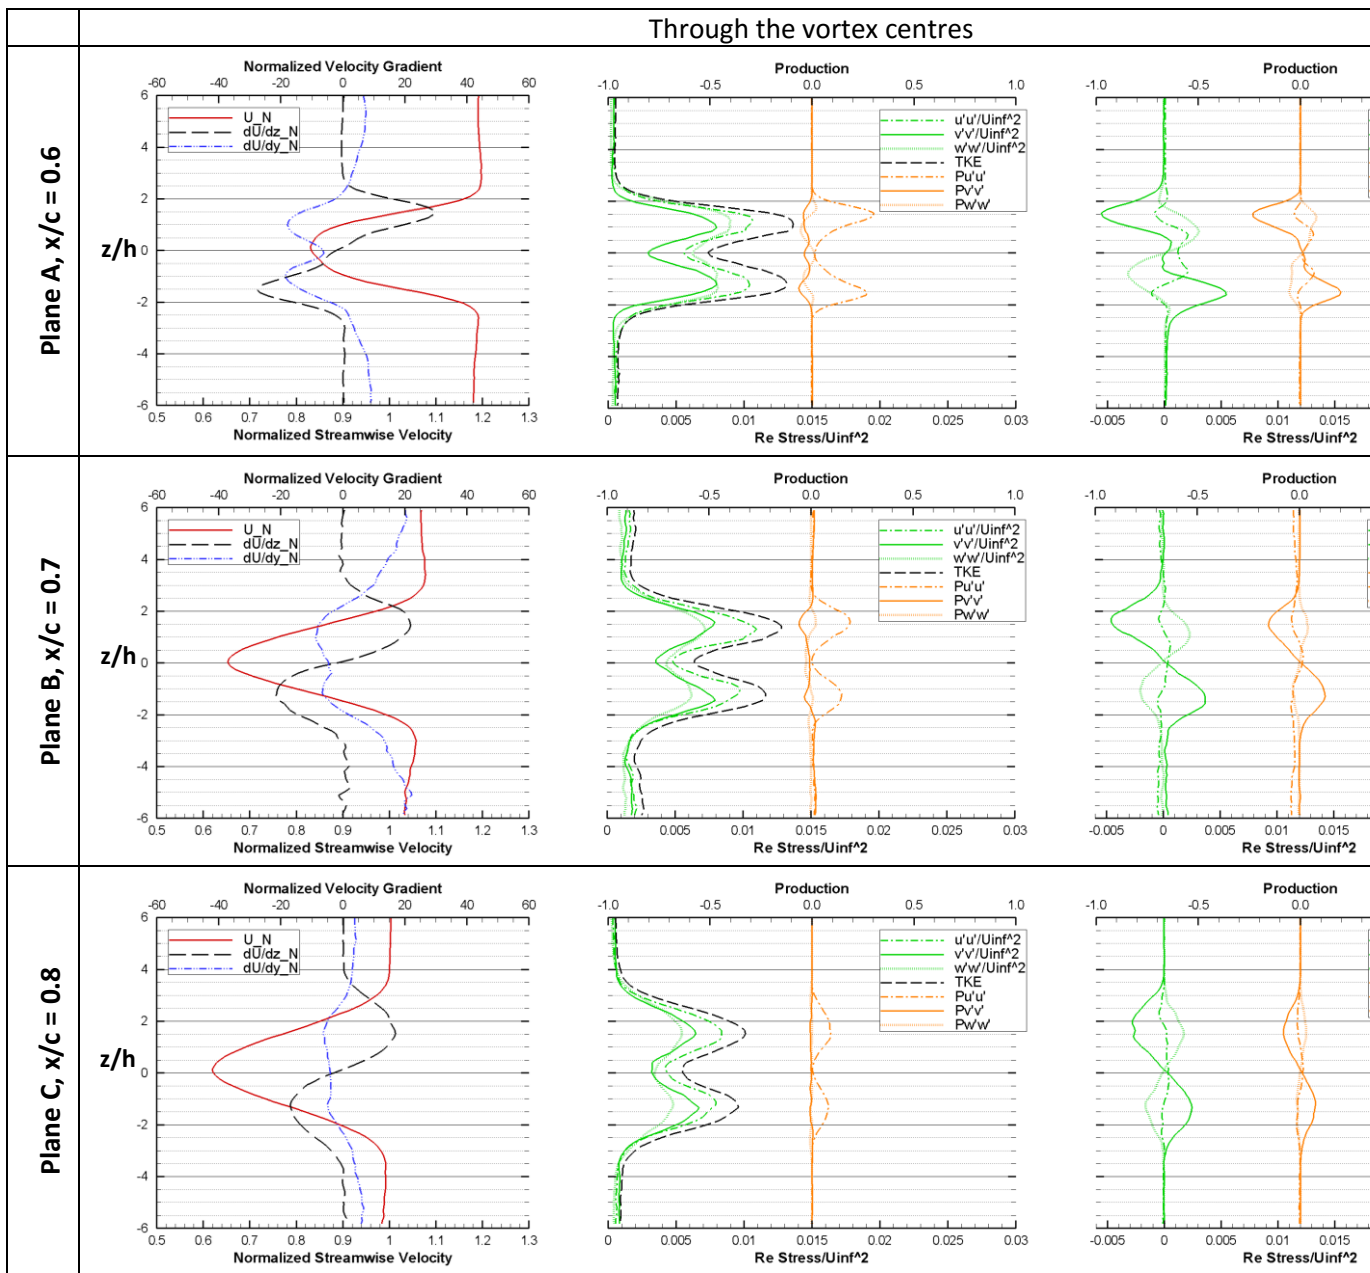 Through the vortex centres
Plane A, x/c = 0.6
Normalized Velocity Gradient
-60 -40 -20 0 20 40 60
6
4
2
0
-2
-4
-6
z/h
U_N
dU/dz_N
dU/dy_N
0.5 0.6 0.7 0.8 0.9 1.0 1.1 1.2 1.3
Normalized Streamwise Velocity
Production
-1.0 -0.5 0.0 0.5 1.0
u'u'/Uinf^2
v'v'/Uinf^2
w'w'/Uinf^2
TKE
Pu'u'
Pv'v'
Pw'w'
0 0.005 0.01 0.015 0.02 0.025 0.03
Re Stress/Uinf^2
Production
-1.0 -0.5 0.0
-0.005 0 0.005 0.01 0.015
Re Stress/Uinf^2
Plane B, x/c = 0.7
Normalized Velocity Gradient
-60 -40 -20 0 20 40 60
6
4
2
0
-2
-4
-6
z/h
U_N
dU/dz_N
dU/dy_N
0.5 0.6 0.7 0.8 0.9 1.0 1.1 1.2 1.3
Normalized Streamwise Velocity
Production
-1.0 -0.5 0.0 0.5 1.0
u'u'/Uinf^2
v'v'/Uinf^2
w'w'/Uinf^2
TKE
Pu'u'
Pv'v'
Pw'w'
0 0.005 0.01 0.015 0.02 0.025 0.03
Re Stress/Uinf^2
Production
-1.0 -0.5 0.0
-0.005 0 0.005 0.01 0.015
Re Stress/Uinf^2
Plane C, x/c = 0.8
Normalized Velocity Gradient
-60 -40 -20 0 20 40 60
6
4
2
0
-2
-4
-6
z/h
U_N
dU/dz_N
dU/dy_N
0.5 0.6 0.7 0.8 0.9 1.0 1.1 1.2 1.3
Normalized Streamwise Velocity
Production
-1.0 -0.5 0.0 0.5 1.0
u'u'/Uinf^2
v'v'/Uinf^2
w'w'/Uinf^2
TKE
Pu'u'
Pv'v'
Pw'w'
0 0.005 0.01 0.015 0.02 0.025 0.03
Re Stress/Uinf^2
Production
-1.0 -0.5 0.0
-0.005 0 0.005 0.01 0.015
Re Stress/Uinf^2